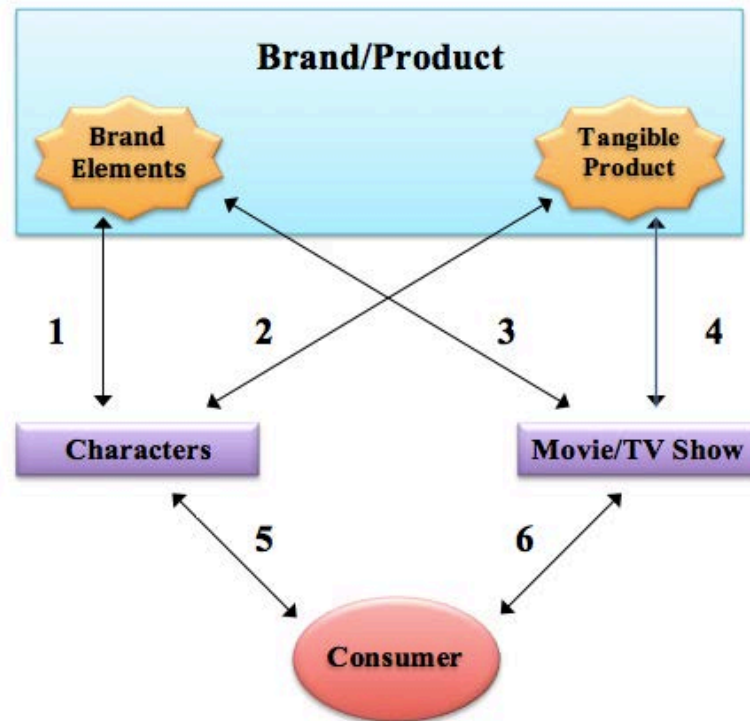 Brand/Product
Brand
Elements
Tangible
Product
1
2
3
4
Characters
Movie/TV Show
5
6
Consumer